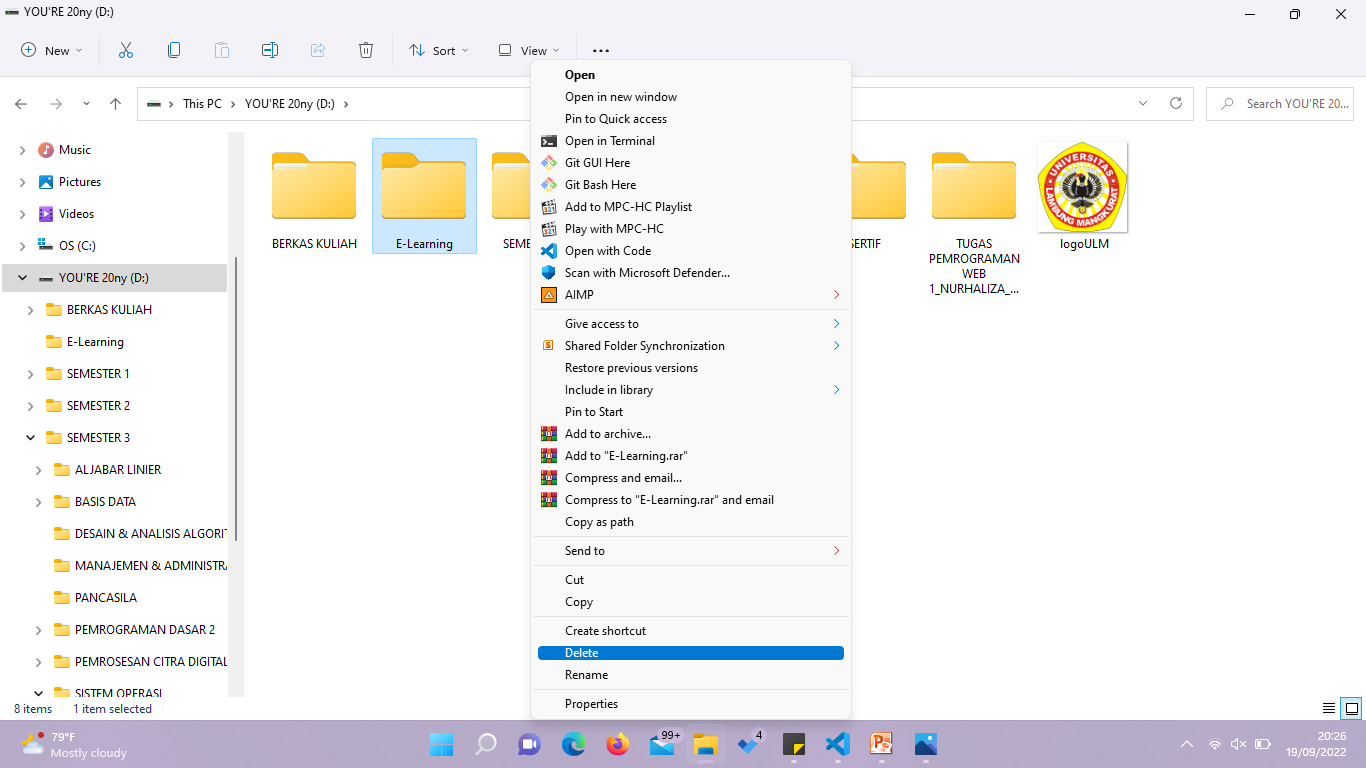 YOU'RE 20ny (D:)
New
Sort
View
This PC
YOU'RE 20ny (D:)
Search YOU'RE 20...
Music
Pictures
Videos
OS (C:)
YOU'RE 20ny (D:)
BERKAS KULIAH
E-Learning
SEMESTER 1
SEMESTER 2
SEMESTER 3
ALJABAR LINIER
BASIS DATA
DESAIN & ANALISIS ALGORIT
MANAJEMEN & ADMINISTRA
PANCASILA
PEMROGRAMAN DASAR 2
PEMROSESAN CITRA DIGITAL
SISTEM OPERASI
BERKAS KULIAH
E-Learning
SEME
SERTIF
TUGAS
PEMROGRAMAN
WEB
1_NURHALIZA_...
UNIVERSITAS
LAMBUNG MANGKURAT
logoULM
Open
Open in new window
Pin to Quick access
Open in Terminal
Git GUI Here
Git Bash Here
Add to MPC-HC Playlist
Play with MPC-HC
Open with Code
Scan with Microsoft Defender...
AIMP
Give access to
Shared Folder Synchronization
Restore previous versions
Include in library
Pin to Start
Add to archive...
Add to "E-Learning.rar"
Compress and email...
Compress to "E-Learning.rar" and email
Copy as path
Send to
Cut
Copy
Create shortcut
Delete
Rename
Properties
8 items
1 item selected
79°F
Mostly cloudy
99+
4
20:26
19/09/2022